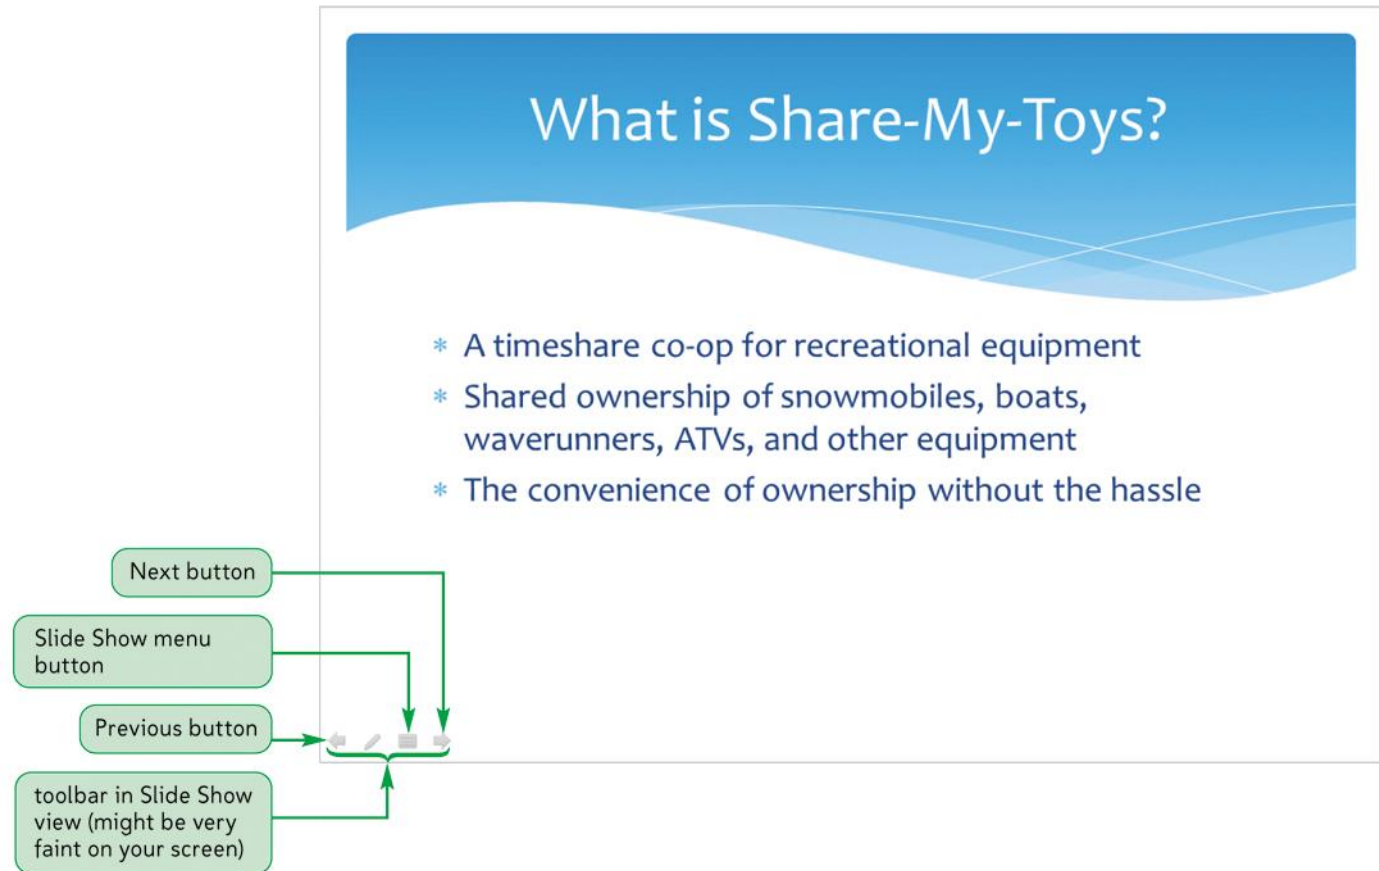 What is Share-My-Toys?
* A timeshare co-op for recreational equipment
* Shared ownership of snowmobiles, boats,
waverunners, ATVs, and other equipment
* The convenience of ownership without the hassle
Next button
Slide Show menu
button
Previous button
toolbar in Slide Show
view (might be very
faint on your screen)